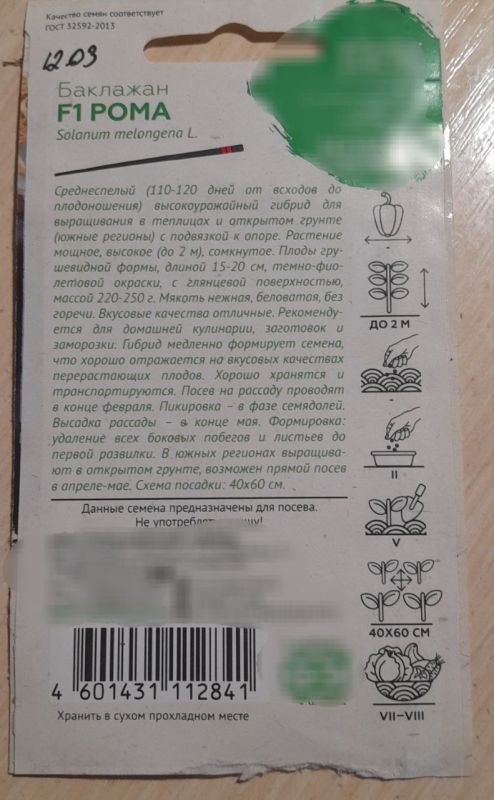 Качество семян соответствует
ГОСТ 32592-2013
12.03
Баклажан
F1 РОМА
Solanum melongena L.
Среднеспелый (110-120 дней от всходов до
плодоношения) высокоурожайный гибрид для
выращивания в теплицах и открытом грунте
(южные регионы) с подвязкой к опоре. Растение
мощное, высокое (до 2 м), сомкнутое. Плоды гру-
шевидной формы, длиной 15-20 см, темно-фио-
летовой окраски, с глянцевой поверхностью,
массой 220-250 г. Мякоть нежная, беловатая, без
горечи. Вкусовые качества отличные. Рекоменду-
ется для домашней кулинарии, заготовок и
заморозки. Гибрид медленно формирует семена,
что хорошо отражается на вкусовых качествах
перерастающих плодов. Хорошо хранятся и
транспортируются. Посев на рассаду проводят
в конце февраля. Пикировка – в фазе семядолей.
Высадка рассады – в конце мая. Формировка:
удаление всех боковых побегов и листьев до
первой развилки. В южных регионах выращива-
ют в открытом грунте, возможен прямой посев
в апреле-мае. Схема посадки: 40х60 см.
Данные семена предназначены для посева.
Не употреблять
-
ДО 2 М
-
II
V
40Х60 СМ
VII–VIII
4 601431 112841
Хранить в сухом прохладном месте